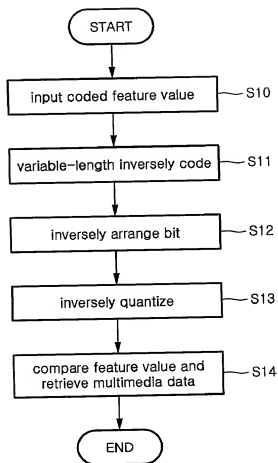 START
input coded feature value
S10
variable-length inversely code
S11
inversely arrange bit
S12
inversely quantize
S13
compare feature value and
retrieve multimedia data
S14
END